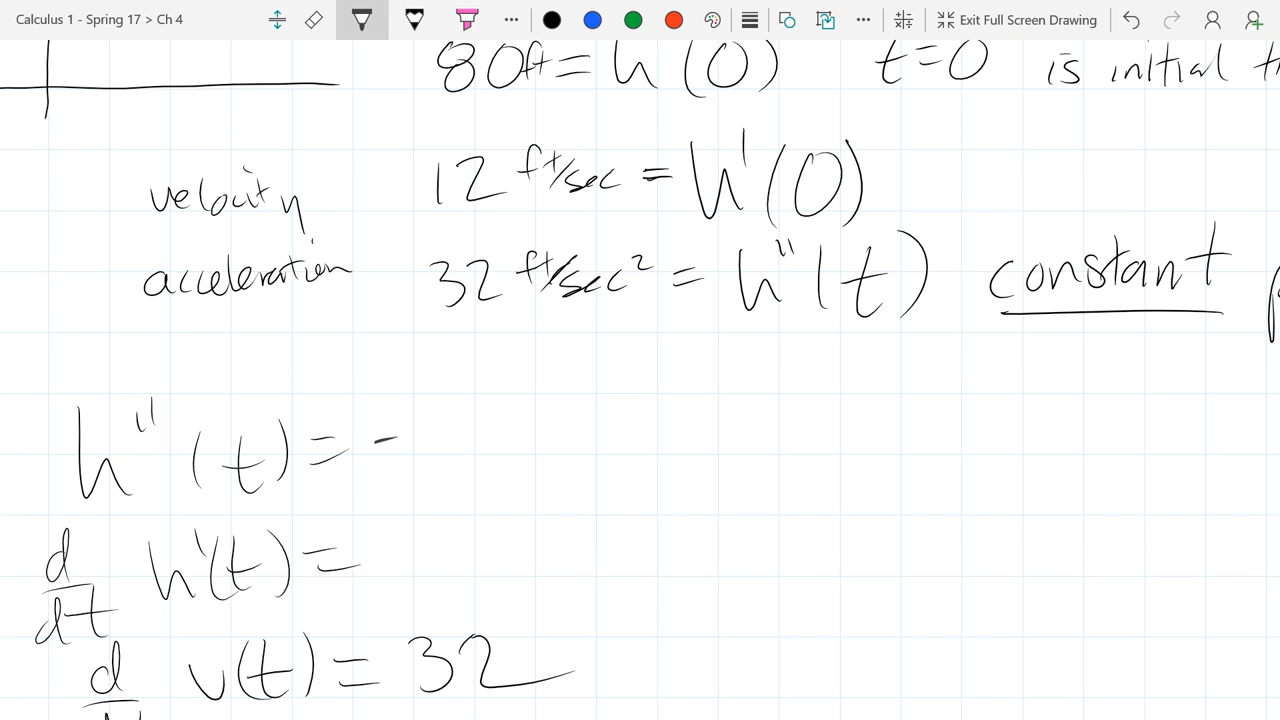 Calculus 1 - Spring 17 > Ch 4
Exit Full Screen Drawing
80ft = h(0) t=0 is initial
velocity 12 ft/sec = h'(0)
acceleration 32 ft/sec² = h''(t) constant
h''(t) = -
d/dt h'(t) =
d/ v(t) = 32